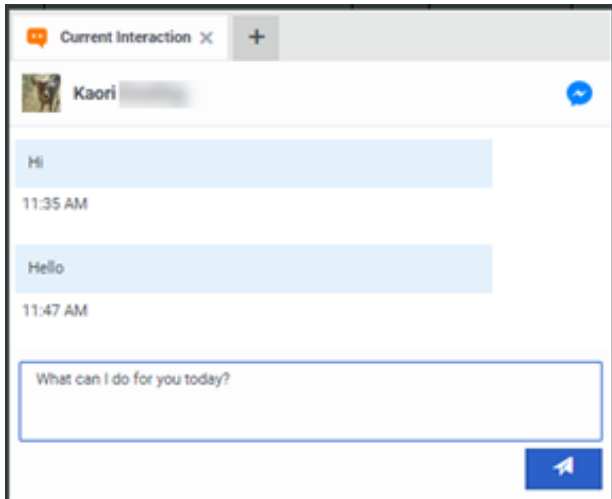 Current Interaction
Kaori
Hi
11:35 AM
Hello
11:47 AM
What can I do for you today?